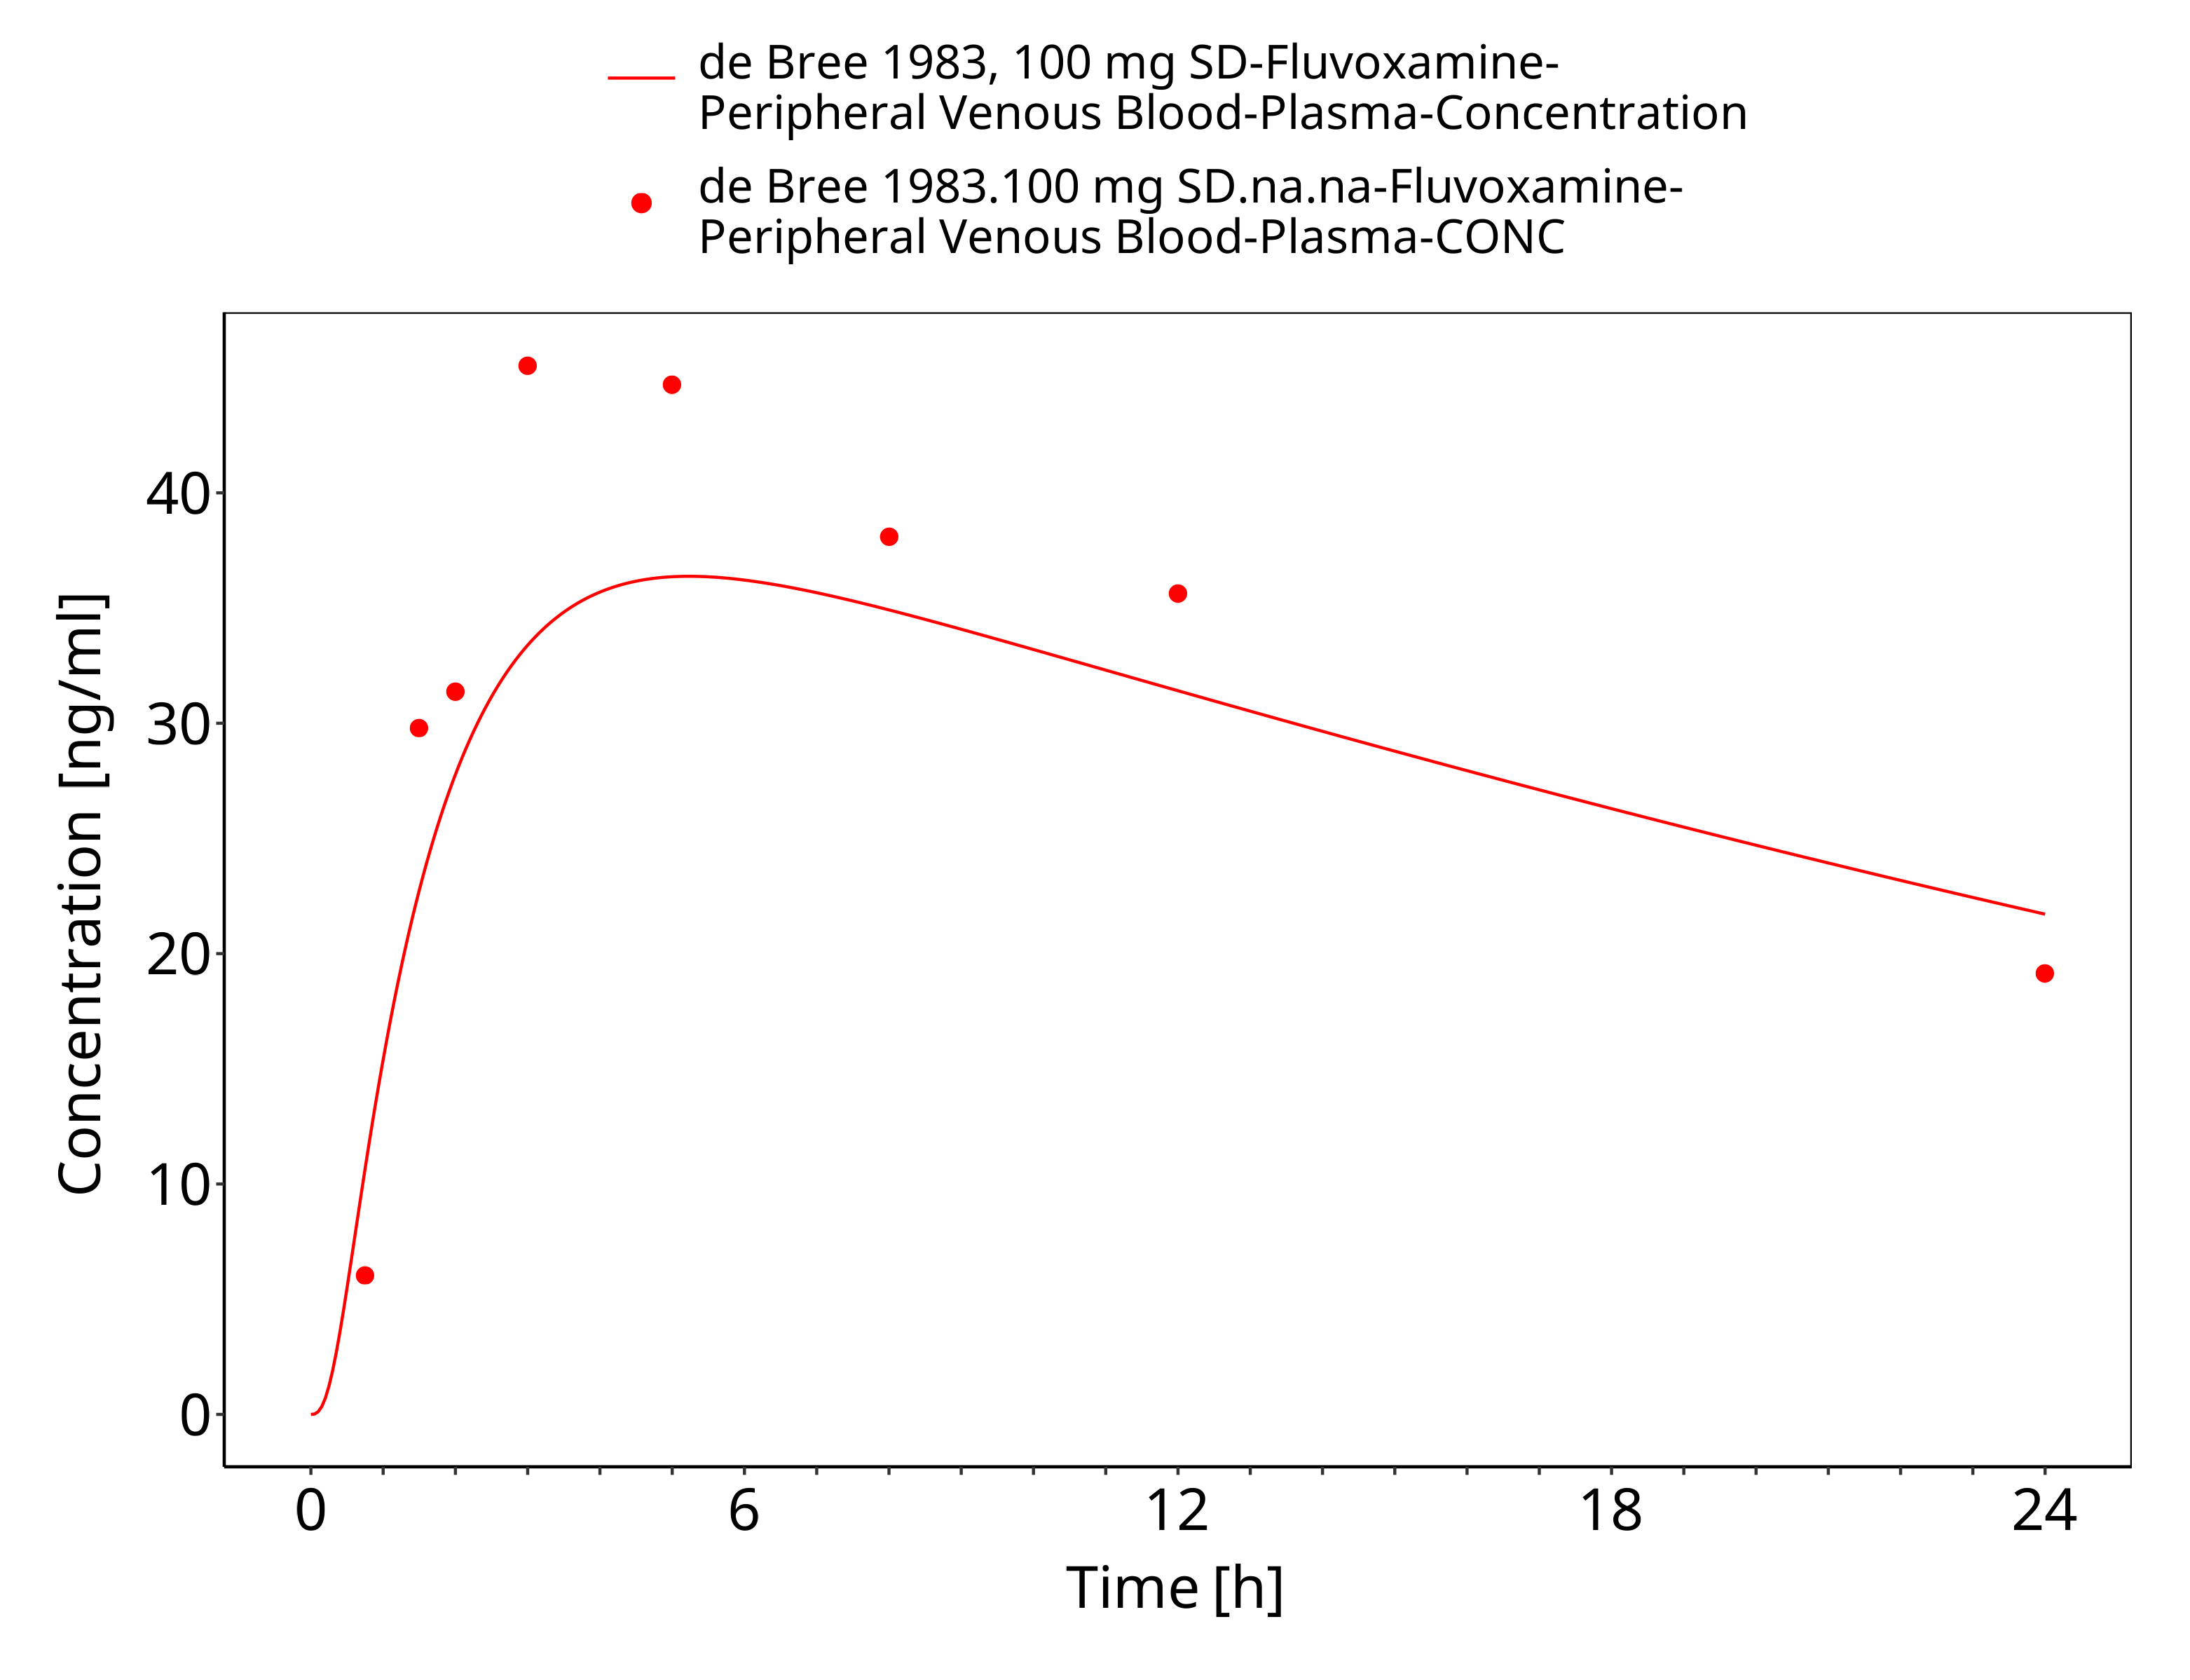 de Bree 1983, 100 mg SD-Fluvoxamine-
Peripheral Venous Blood-Plasma-Concentration
de Bree 1983.100 mg SD.na.na-Fluvoxamine-
Peripheral Venous Blood-Plasma-CONC
Concentration [ng/ml]
40
30
20
10
0
0 6 12 18 24
Time [h]